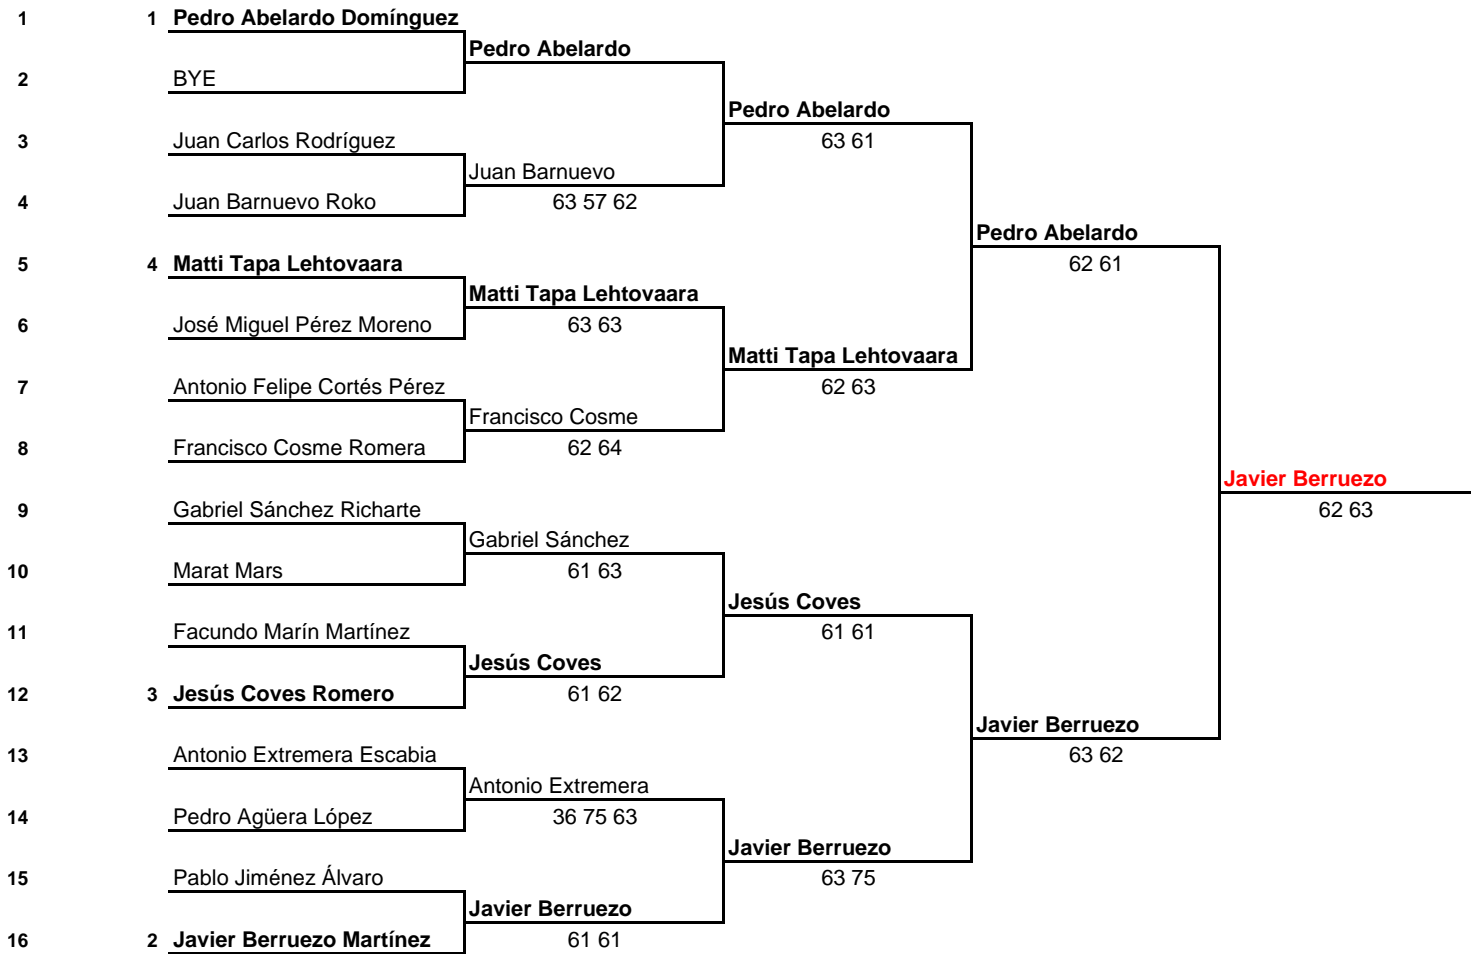 1 1 Pedro Abelardo Domínguez
Pedro Abelardo
2 BYE
Pedro Abelardo
3 Juan Carlos Rodríguez 63 61
Juan Barnuevo
4 Juan Barnuevo Roko 63 57 62
Pedro Abelardo
5 4 Matti Tapa Lehtovaara 62 61
Matti Tapa Lehtovaara
6 José Miguel Pérez Moreno 63 63
Matti Tapa Lehtovaara
7 Antonio Felipe Cortés Pérez 62 63
Francisco Cosme
8 Francisco Cosme Romera 62 64
Javier Berruezo
9 Gabriel Sánchez Richarte 62 63
Gabriel Sánchez
10 Marat Mars 61 63
Jesús Coves
11 Facundo Marín Martínez 61 61
Jesús Coves
12 3 Jesús Coves Romero 61 62
Javier Berruezo
13 Antonio Extremera Escabia 63 62
Antonio Extremera
14 Pedro Agüera López 36 75 63
Javier Berruezo
15 Pablo Jiménez Álvaro 63 75
Javier Berruezo
16 2 Javier Berruezo Martínez 61 61